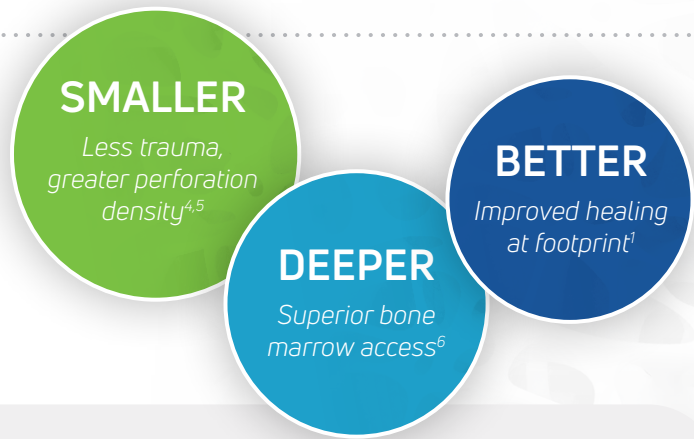 SMALLER
Less trauma,
greater perforation
density4,5
DEEPER
Superior bone
marrow access6
BETTER
Improved healing
at footprint1